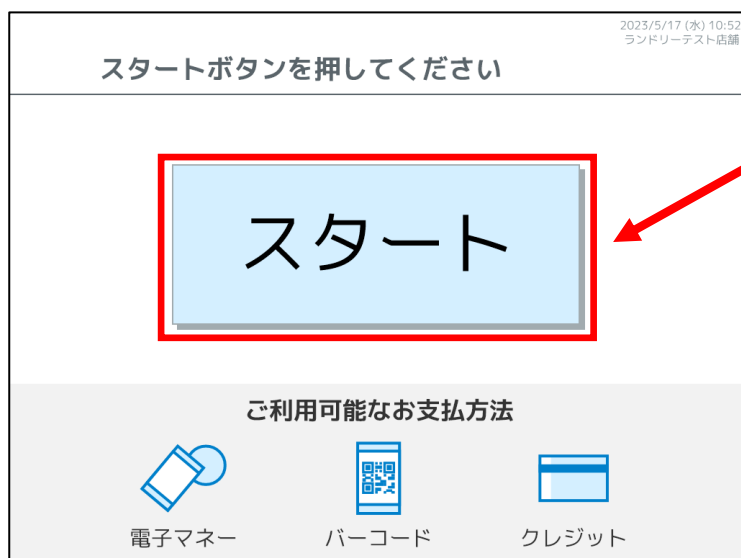 2023/5/17 (水) 10:52
ランドリーテスト店舗
スタートボタンを押してください
スタート
ご利用可能なお支払方法
電子マネー
バーコード
クレジット